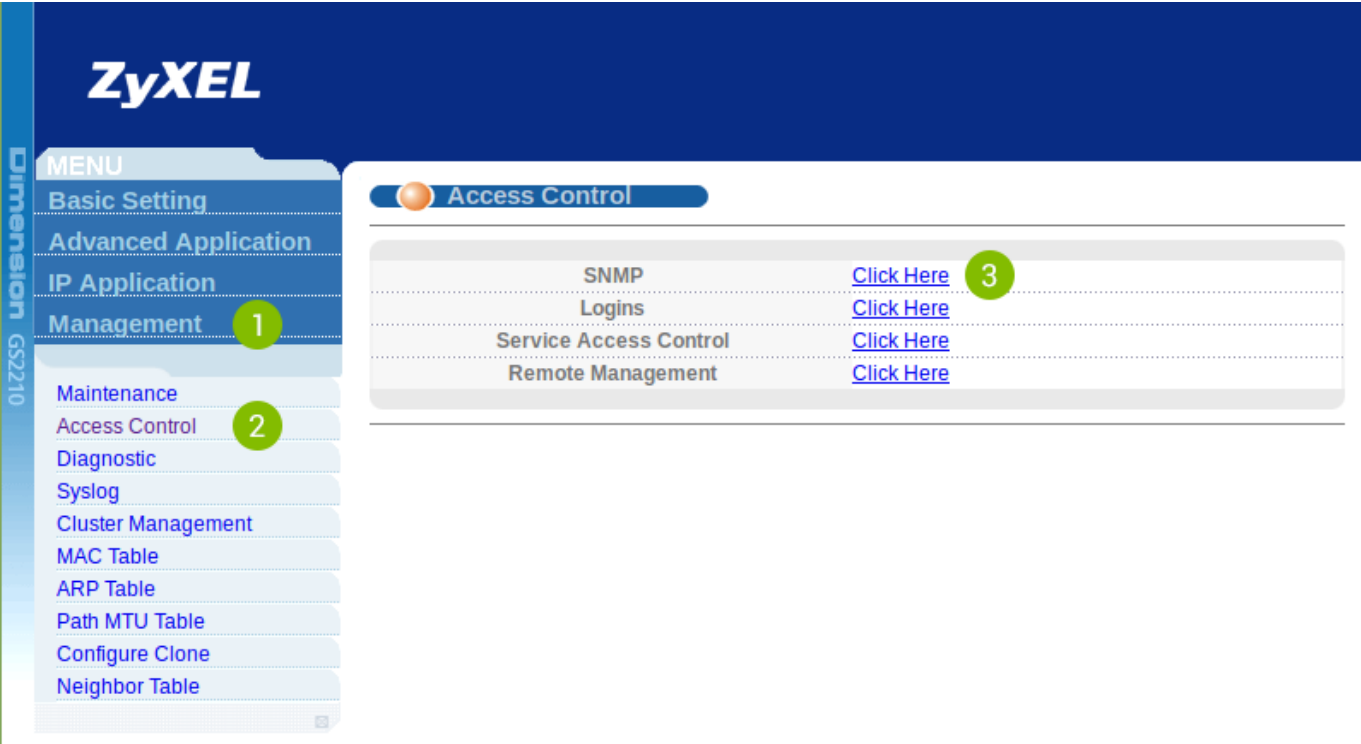 ZyXEL
Dimension GS2210
MENU
Basic Setting
Advanced Application
IP Application
Management 1
Maintenance
Access Control 2
Diagnostic
Syslog
Cluster Management
MAC Table
ARP Table
Path MTU Table
Configure Clone
Neighbor Table
Access Control
SNMP Click Here 3
Logins Click Here
Service Access Control Click Here
Remote Management Click Here